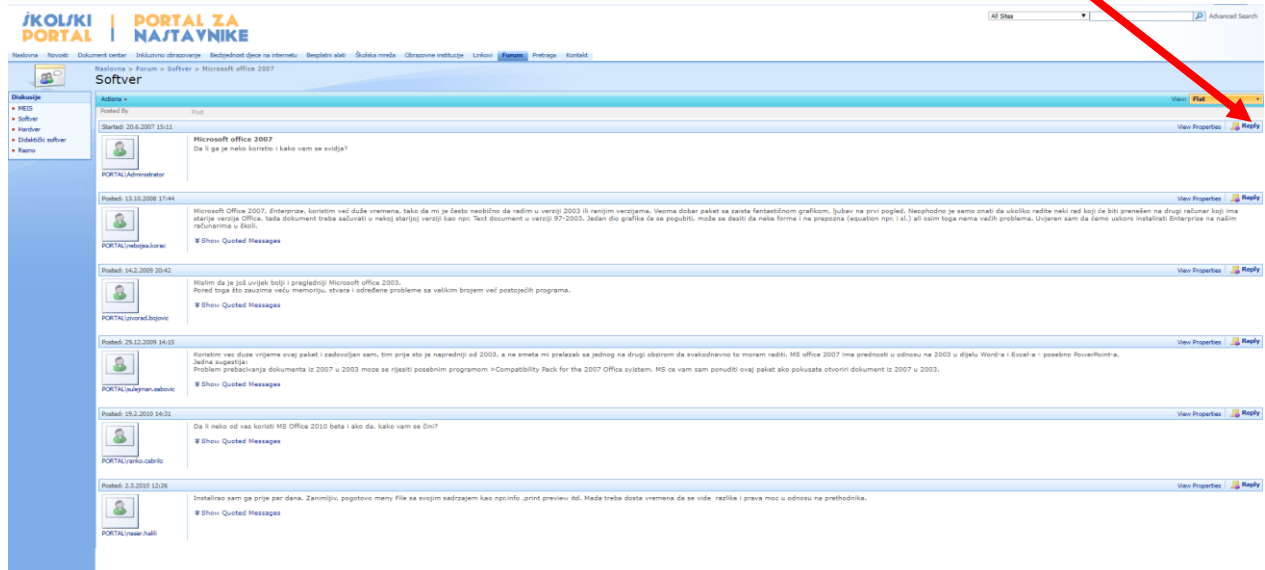 ŠKOLSKI PORTAL | PORTAL ZA NASTAVNIKE
All Sites
Advanced Search
Naslovna Novosti Dokument centar Inkluzivno obrazovanje Bezbjednost djece na internetu Besplatni alati Školska mreža Obrazovne institucije Linkovi Forum Pretraga Kontakt
Naslovna > Forum > Softver > Microsoft office 2007
Softver
Diskusije
MEIS
Softver
Hardver
Didaktički softver
Razno
Actions
View: Flat
Posted By Post
Started: 20.6.2007 15:11 View Properties Reply
Microsoft office 2007
Da li ga je neko koristio i kako vam se svidja?
PORTAL\Administrator
Posted: 13.10.2008 17:44 View Properties Reply
Microsoft Office 2007, Enterprize, koristim već duže vremena, tako da mi je često neobično da radim u verziji 2003 ili ranijim verzijama. Veoma dobar paket sa zaista fantastičnom grafikom, ljubav na prvi pogled. Neophodno je samo znati da ukoliko radite neki rad koji će biti prenešen na drugi računar koji ima
starije verzije Office, tada dokument treba sačuvati u nekoj starijoj verziji kao npr. Text document u verziji 97-2003. Jedan dio grafika će se pogubiti, može se desiti da neke forme i ne prepozna (equation npr. i sl.) ali osim toga nema većih problema. Uvjeren sam da ćemo uskoro instalirati Enterprize na našim
računarima u školi.
Show Quoted Messages
PORTAL\nebojsa.korac
Posted: 14.2.2009 20:42 View Properties Reply
Mislim da je još uvijek bolji i pregledniji Microsoft office 2003.
Pored toga što zauzima veću memoriju, stvara i određene probleme sa velikim brojem već postojećih programa.
Show Quoted Messages
PORTAL\zivorad.bojovic
Posted: 29.12.2009 14:15 View Properties Reply
Koristim vec duze vrijeme ovaj paket i zadovoljan sam, tim prije sto je napredniji od 2003, a ne smeta mi prelazak sa jednog na drugi obzirom da svakodnevno to moram raditi. MS office 2007 ima prednosti u odnosu na 2003 u dijelu Word-a i Excel-a - posebno PowerPoint-a.
Jedna sugestija:
Problem prebacivanja dokumenta iz 2007 u 2003 moze se rijesiti posebnim programom >Compatibility Pack for the 2007 Office syistem. MS ce vam sam ponuditi ovaj paket ako pokusate otvoriri dokument iz 2007 u 2003.
Show Quoted Messages
PORTAL\sulejman.sabovic
Posted: 19.2.2010 14:31 View Properties Reply
Da li neko od vas koristi MS Office 2010 beta i ako da, kako vam se čini?
Show Quoted Messages
PORTAL\ranko.cabrilo
Posted: 2.3.2010 12:26 View Properties Reply
Instalirao sam ga prije par dana. Zanimljiv, pogotovo meny File sa svojim sadrzajem kao npr.info ,print preview itd. Mada treba dosta vremena da se vide razlike i prava moc u odnosu na prethodnika.
Show Quoted Messages
PORTAL\naser.halili